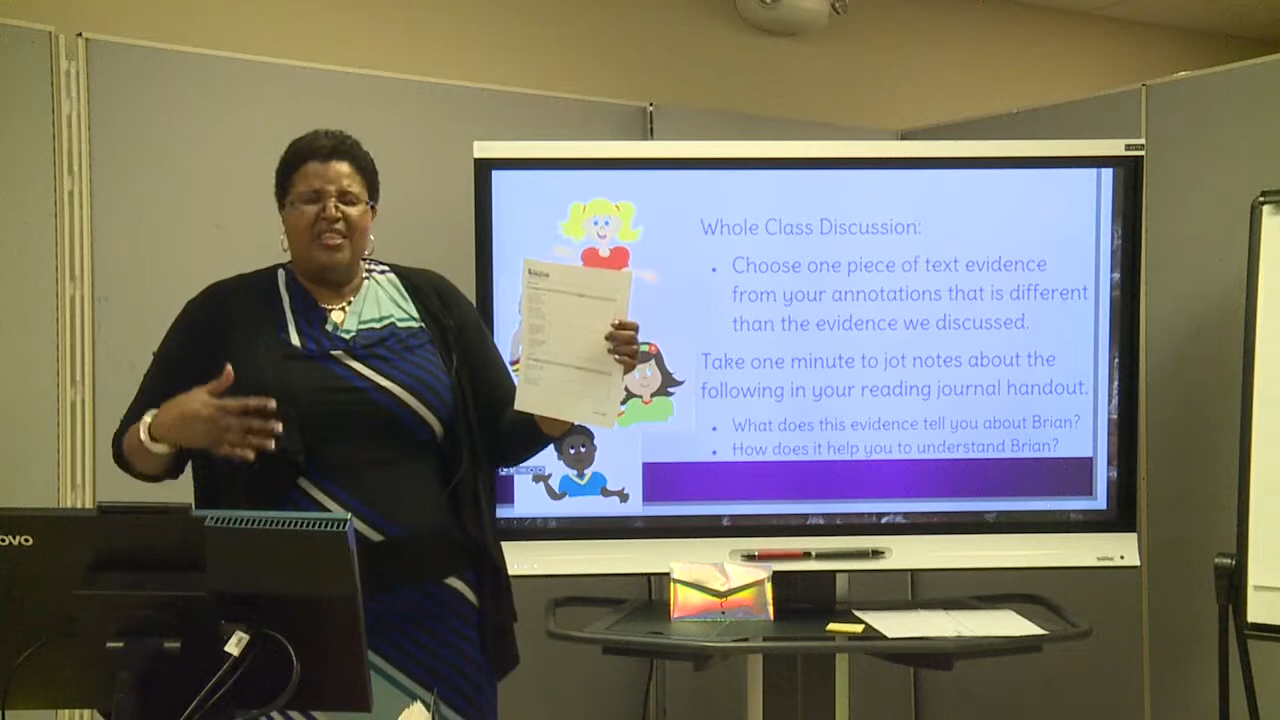 Whole Class Discussion:
• Choose one piece of text evidence
from your annotations that is different
than the evidence we discussed.
Take one minute to jot notes about the
following in your reading journal handout.
• What does this evidence tell you about Brian?
• How does it help you to understand Brian?
ovo